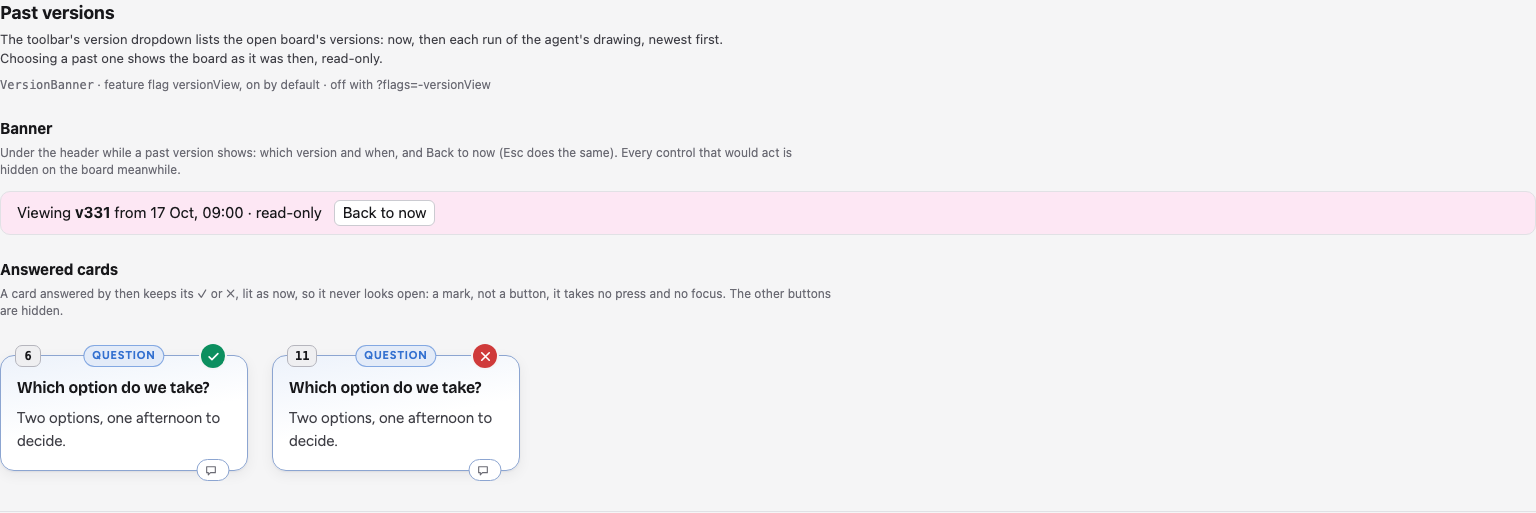 Past versions
The toolbar's version dropdown lists the open board's versions: now, then each run of the agent's drawing, newest first.
Choosing a past one shows the board as it was then, read-only.
VersionBanner · feature flag versionView, on by default · off with ?flags=-versionView
Banner
Under the header while a past version shows: which version and when, and Back to now (Esc does the same). Every control that would act is
hidden on the board meanwhile.
Viewing v331 from 17 Oct, 09:00 · read-only Back to now
Answered cards
A card answered by then keeps its ✓ or ✕, lit as now, so it never looks open: a mark, not a button, it takes no press and no focus. The other buttons
are hidden.
6 QUESTION
Which option do we take?
Two options, one afternoon to
decide.
11 QUESTION
Which option do we take?
Two options, one afternoon to
decide.